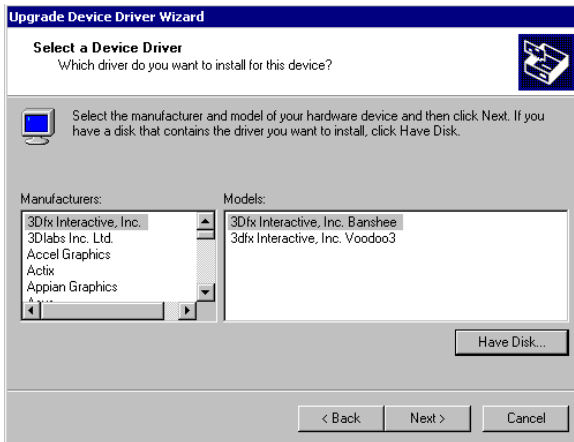 Upgrade Device Driver Wizard
Select a Device Driver
Which driver do you want to install for this device?
Select the manufacturer and model of your hardware device and then click Next. If you
have a disk that contains the driver you want to install, click Have Disk.
Manufacturers:
3Dfx Interactive, Inc.
3Dlabs Inc. Ltd.
Accel Graphics
Actix
Appian Graphics
Models:
3Dfx Interactive, Inc. Banshee
3dfx Interactive, Inc. Voodoo3
Have Disk...
< Back
Next >
Cancel